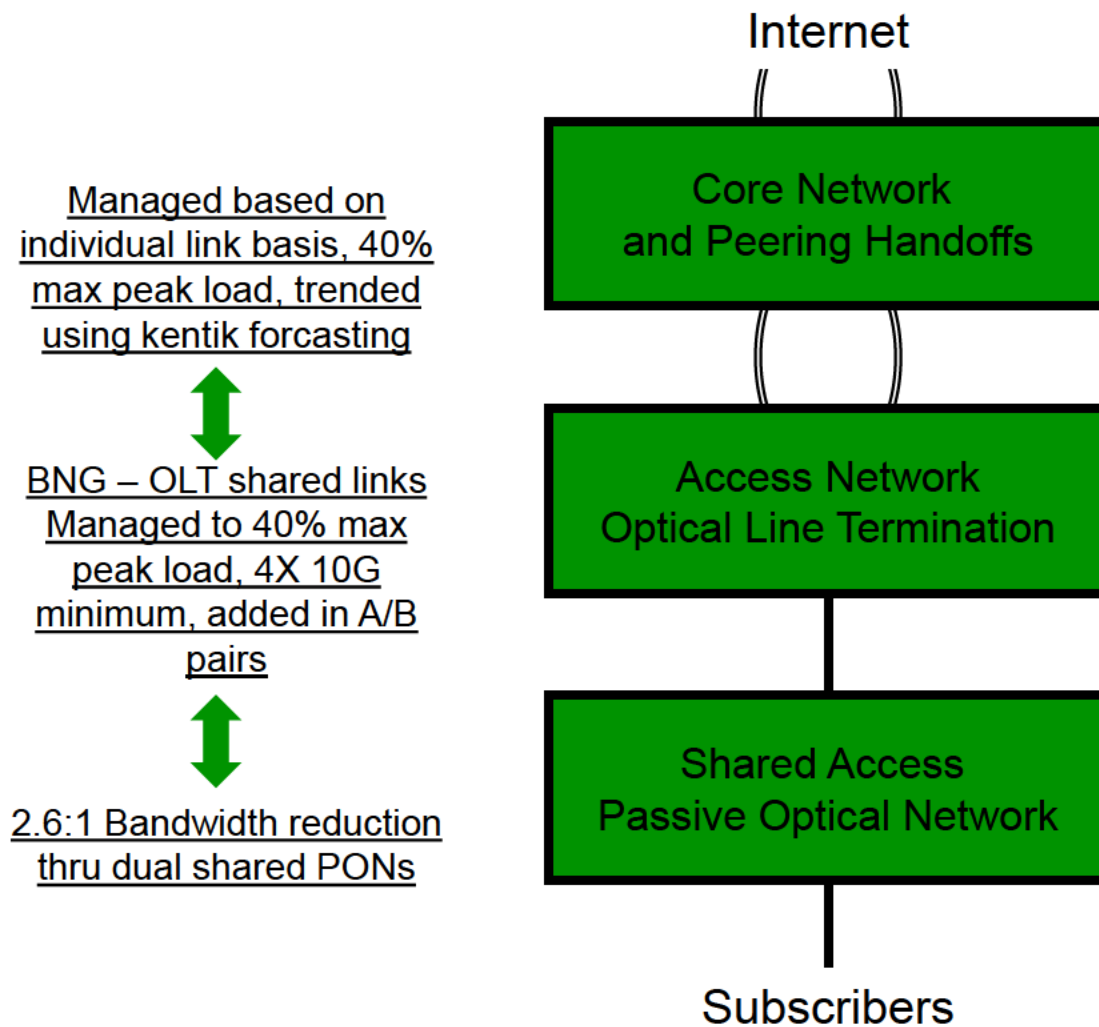 Internet
Core Network
and Peering Handoffs
Managed based on
individual link basis, 40%
max peak load, trended
using kentik forcasting
Access Network
Optical Line Termination
BNG – OLT shared links
Managed to 40% max
peak load, 4X 10G
minimum, added in A/B
pairs
Shared Access
Passive Optical Network
2.6:1 Bandwidth reduction
thru dual shared PONs
Subscribers